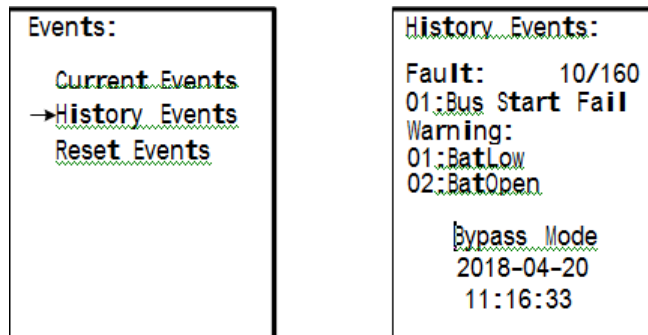 Events:
Current Events
→History Events
Reset Events
History Events:
Fault: 10/160
01:Bus Start Fail
Warning:
01:BatLow
02:BatOpen
Bypass Mode
2018-04-20
11:16:33